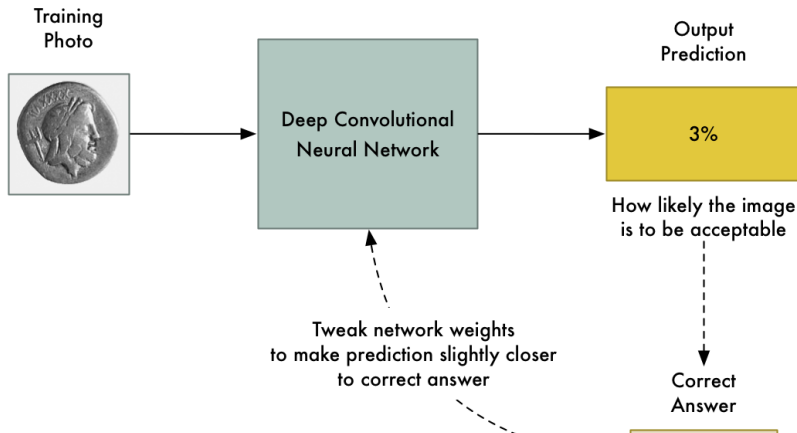 Training
Photo
Deep Convolutional
Neural Network
Output
Prediction
3%
How likely the image
is to be acceptable
Tweak network weights
to make prediction slightly closer
to correct answer
Correct
Answer